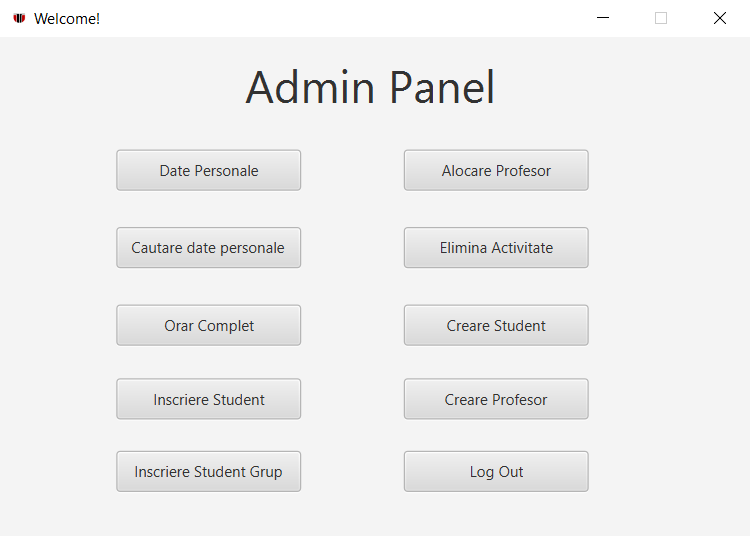 Welcome!
Admin Panel
Date Personale
Alocare Profesor
Cautare date personale
Elimina Activitate
Orar Complet
Creare Student
Inscriere Student
Creare Profesor
Inscriere Student Grup
Log Out